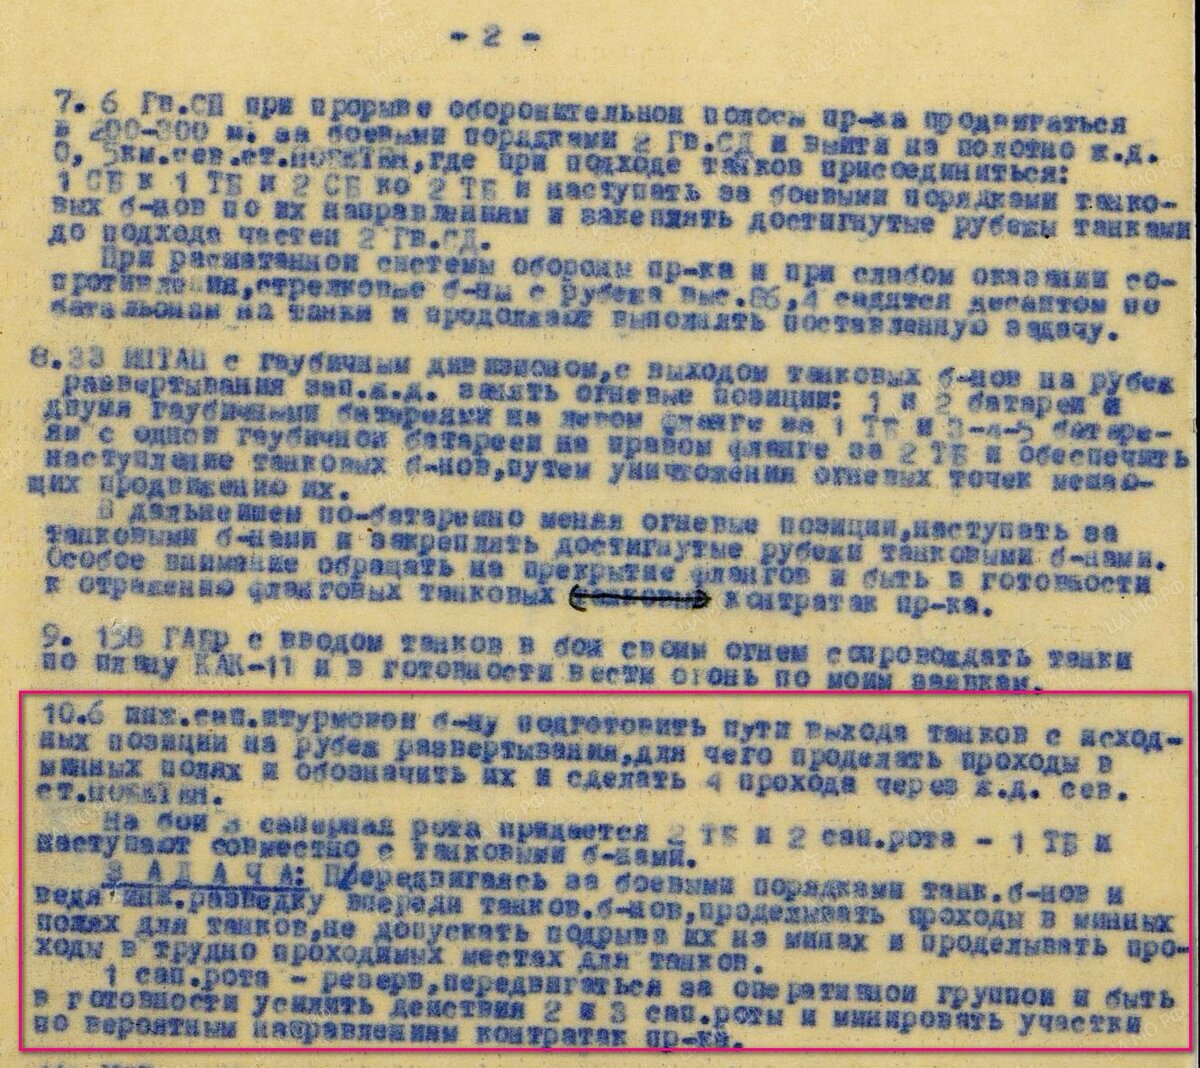 - 2 -
7. 6 Гв.СП при прорыве оборонительной полосы пр-ка продвигаться
в 200-300 м. за боевыми порядками 2 Гв.СД и выйти на полотно ж.д.
0, 5км.сев.ст. где при подходе танков присоединиться:
1 СБ к 1 ТБ и 2 СБ ко 2 ТБ и наступать за боевыми порядками танко-
вых б-нов по их направлениям и закеплять достигнутые рубежы танками
до подхода частей 2 Гв.СД.
При расшатанной системы обороны пр-ка и при слабом оказании со-
противления,стрелковые б-ны с рубежа выс.86,4 садятся десантом по
батальонам на танки и продолжают выполнять поставленную задачу.
8.33 ИПТАП с гаубичным дивизионом,с выходом танковых б-нов на рубеж
развертывания зап.ж.д. занять огневые позиции: 1 и 2 батареи и
двумя гаубичными батареями на левом фланге за 1 ТБ и 3-4-5 батаре-
яи с одной гаубичной батареей на правом фланге за 2 ТБ и обеспечить
наступление танковых б-нов,путем уничтожения огневых точек мешаю-
щих продвижению их.
В дальнейшем по-батарейно меняя огневые позиции,наступать за
танковыми б-нами и закреплять достигнутые рубежи танковыми б-нами.
Особое внимание обращать на прекрытие флангов и быть в готовности
к отражению фланговых танковых танковых контратак пр-ка.
9. 138 ГАБР с вводом танков в бой своим огнем сопровождать танки
по плану КАК-11 и в готовности вести огонь по моим заявкам.
10.6 инж.сап.штурмовой б-ну подготовить пути выхода танков с исход-
ных позиции на рубеж развертывания,для чего проделать проходы в
минных полях и обозначить их и сделать 4 прохода через ж.д. сев.
ст.
На бой 3 саперная рота придается 2 ТБ и 2 сап.рота - 1 ТБ и
наступают совместно с танковыми б-нами.
З А Д А Ч А: Передвигаясь за боевыми порядками танк.б-нов и
ведя инж.разведку впереди танков.б-нов,проделывать проходы в минных
полях для танков,не допускать подрыва их на минах и проделывать про-
ходы в трудно проходимых местах для танков.
1 сап.рота - резерв,передвигаться за оперативной группой и быть
в готовности усилить действия 2 и 3 сап.роты и минировать участки
по вероятным направлениям контратак пр-ка.